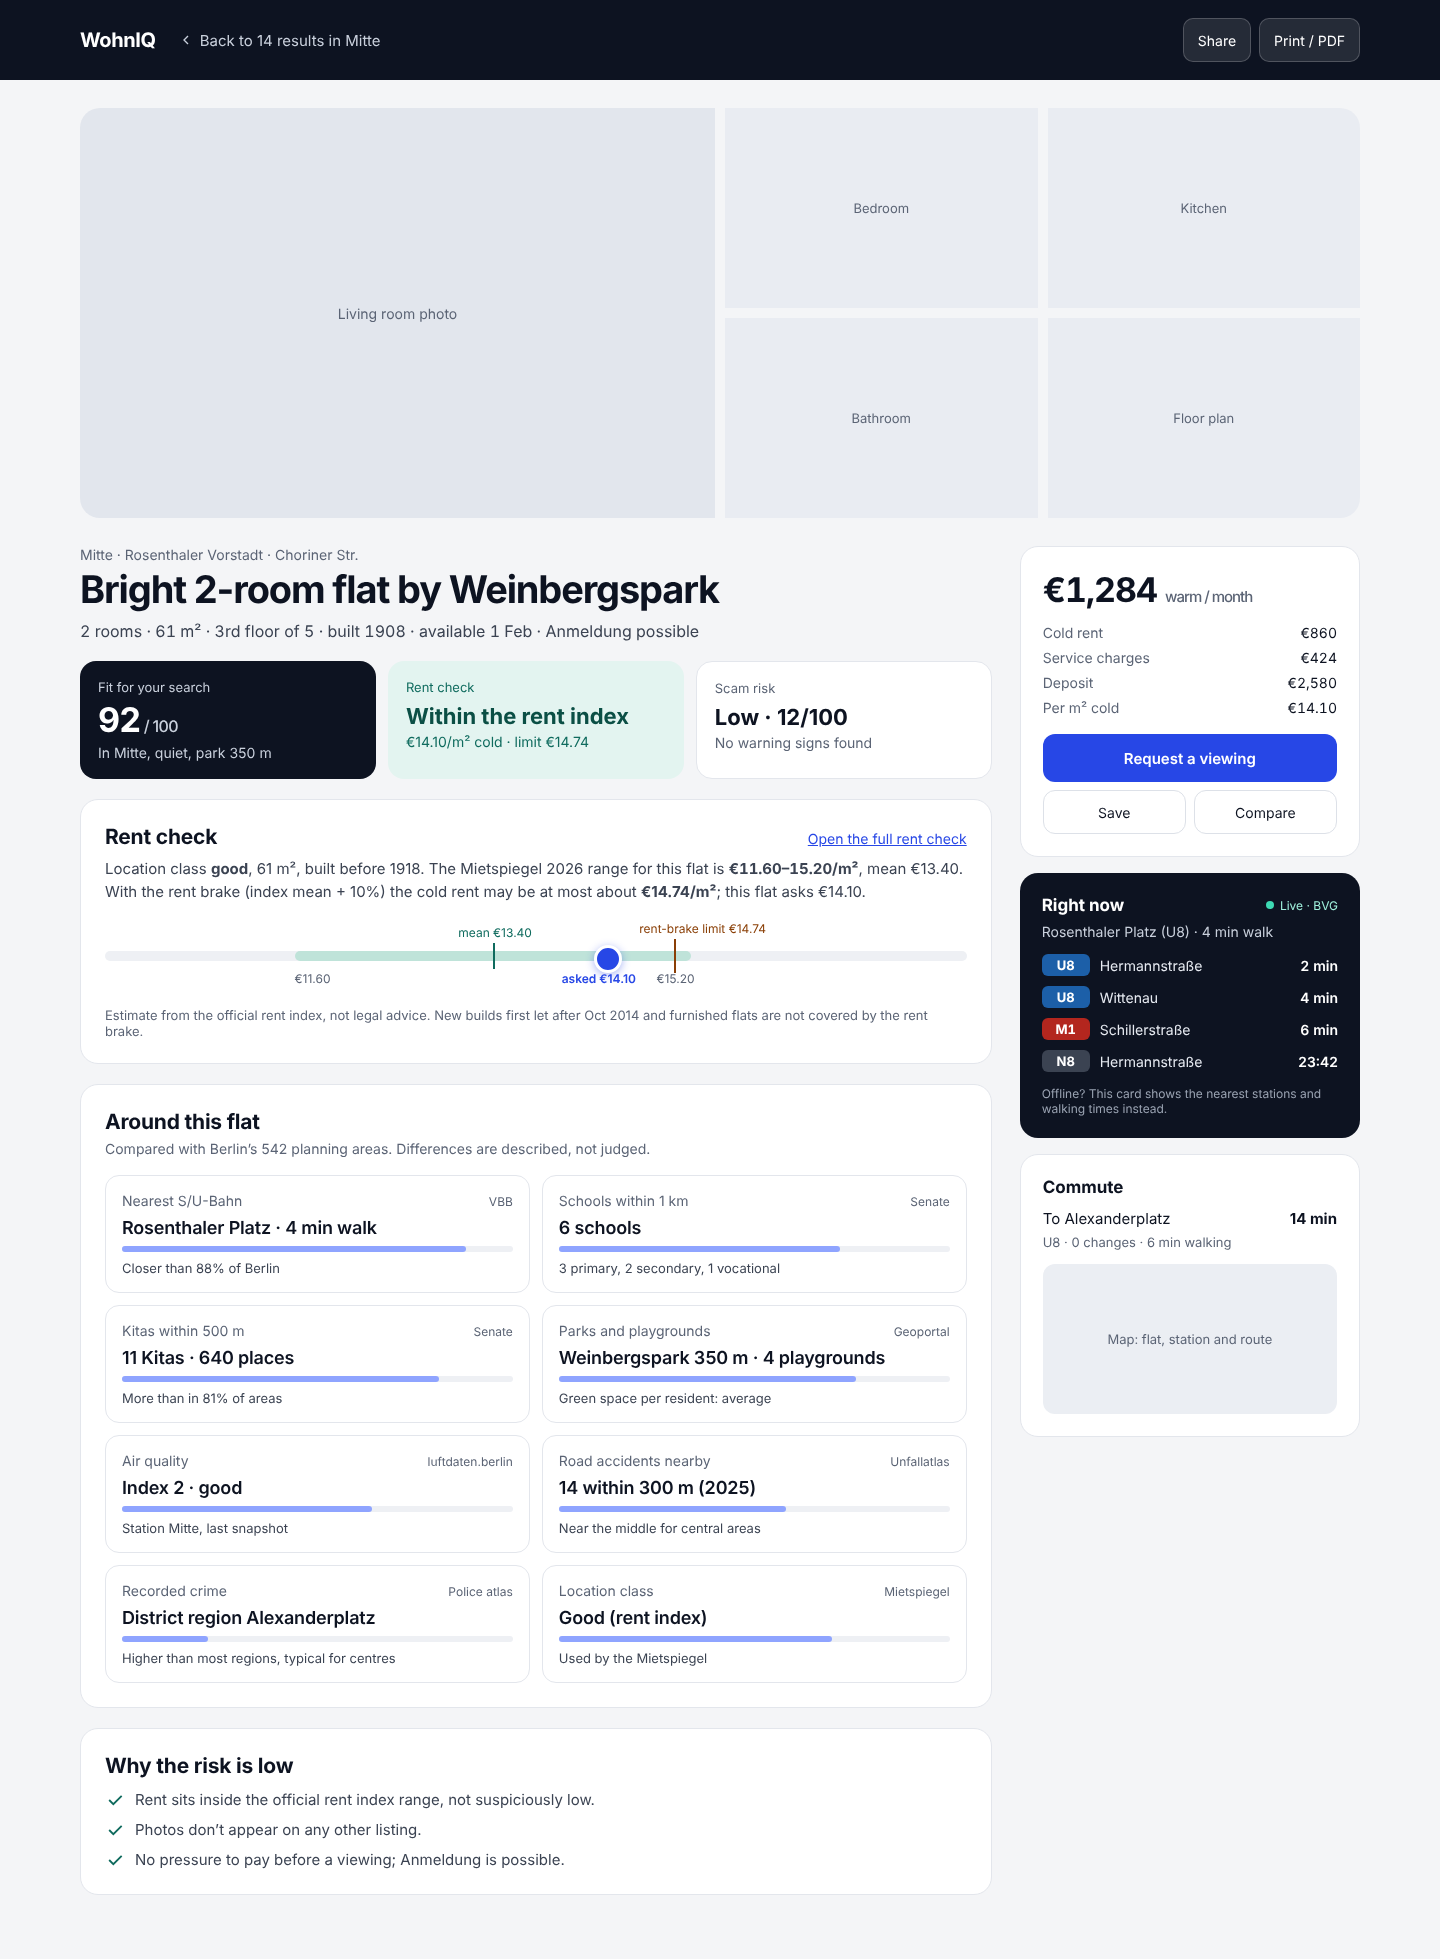 WohnIQ
Back to 14 results in Mitte
Share
Print / PDF
Living room photo
Bedroom
Kitchen
Bathroom
Floor plan
Mitte · Rosenthaler Vorstadt · Choriner Str.
Bright 2-room flat by Weinbergspark
2 rooms · 61 m² · 3rd floor of 5 · built 1908 · available 1 Feb · Anmeldung possible
Fit for your search
92 / 100
In Mitte, quiet, park 350 m
Rent check
Within the rent index
€14.10/m² cold · limit €14.74
Scam risk
Low · 12/100
No warning signs found
Rent check
Open the full rent check
Location class good, 61 m², built before 1918. The Mietspiegel 2026 range for this flat is €11.60–15.20/m², mean €13.40.
With the rent brake (index mean + 10%) the cold rent may be at most about €14.74/m²; this flat asks €14.10.
mean €13.40
rent-brake limit €14.74
€11.60
asked €14.10
€15.20
Estimate from the official rent index, not legal advice. New builds first let after Oct 2014 and furnished flats are not covered by the rent
brake.
Around this flat
Compared with Berlin’s 542 planning areas. Differences are described, not judged.
Nearest S/U-Bahn
VBB
Rosenthaler Platz · 4 min walk
Closer than 88% of Berlin
Schools within 1 km
Senate
6 schools
3 primary, 2 secondary, 1 vocational
Kitas within 500 m
Senate
11 Kitas · 640 places
More than in 81% of areas
Parks and playgrounds
Geoportal
Weinbergspark 350 m · 4 playgrounds
Green space per resident: average
Air quality
luftdaten.berlin
Index 2 · good
Station Mitte, last snapshot
Road accidents nearby
Unfallatlas
14 within 300 m (2025)
Near the middle for central areas
Recorded crime
Police atlas
District region Alexanderplatz
Higher than most regions, typical for centres
Location class
Mietspiegel
Good (rent index)
Used by the Mietspiegel
Why the risk is low
Rent sits inside the official rent index range, not suspiciously low.
Photos don’t appear on any other listing.
No pressure to pay before a viewing; Anmeldung is possible.
€1,284 warm / month
Cold rent €860
Service charges €424
Deposit €2,580
Per m² cold €14.10
Request a viewing
Save
Compare
Right now
Live · BVG
Rosenthaler Platz (U8) · 4 min walk
U8 Hermannstraße 2 min
U8 Wittenau 4 min
M1 Schillerstraße 6 min
N8 Hermannstraße 23:42
Offline? This card shows the nearest stations and
walking times instead.
Commute
To Alexanderplatz 14 min
U8 · 0 changes · 6 min walking
Map: flat, station and route